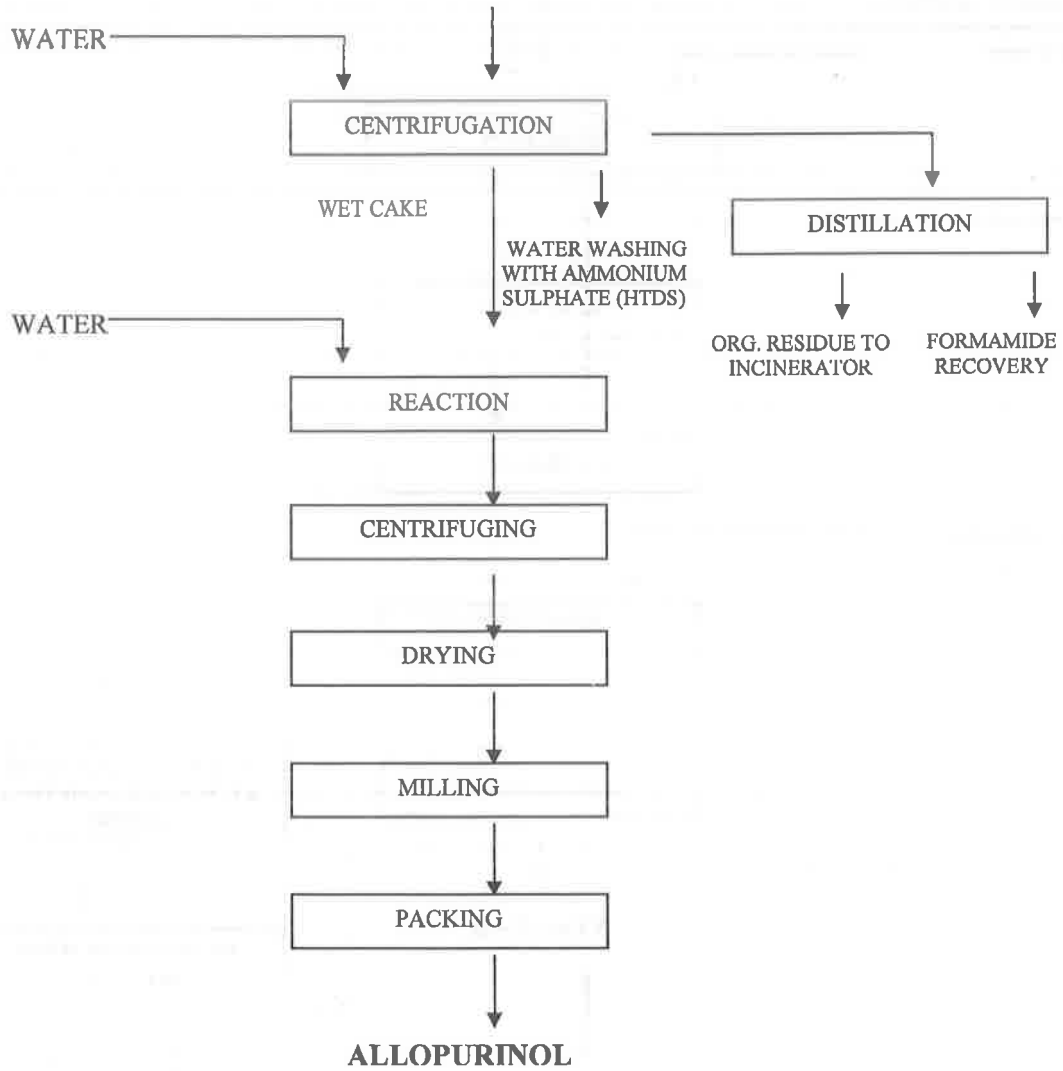 WATER
CENTRIFUGATION
WET CAKE
DISTILLATION
WATER WASHING
WITH AMMONIUM
SULPHATE (HTDS)
WATER
ORG. RESIDUE TO
INCINERATOR
FORMAMIDE
RECOVERY
REACTION
CENTRIFUGING
DRYING
MILLING
PACKING
ALLOPURINOL